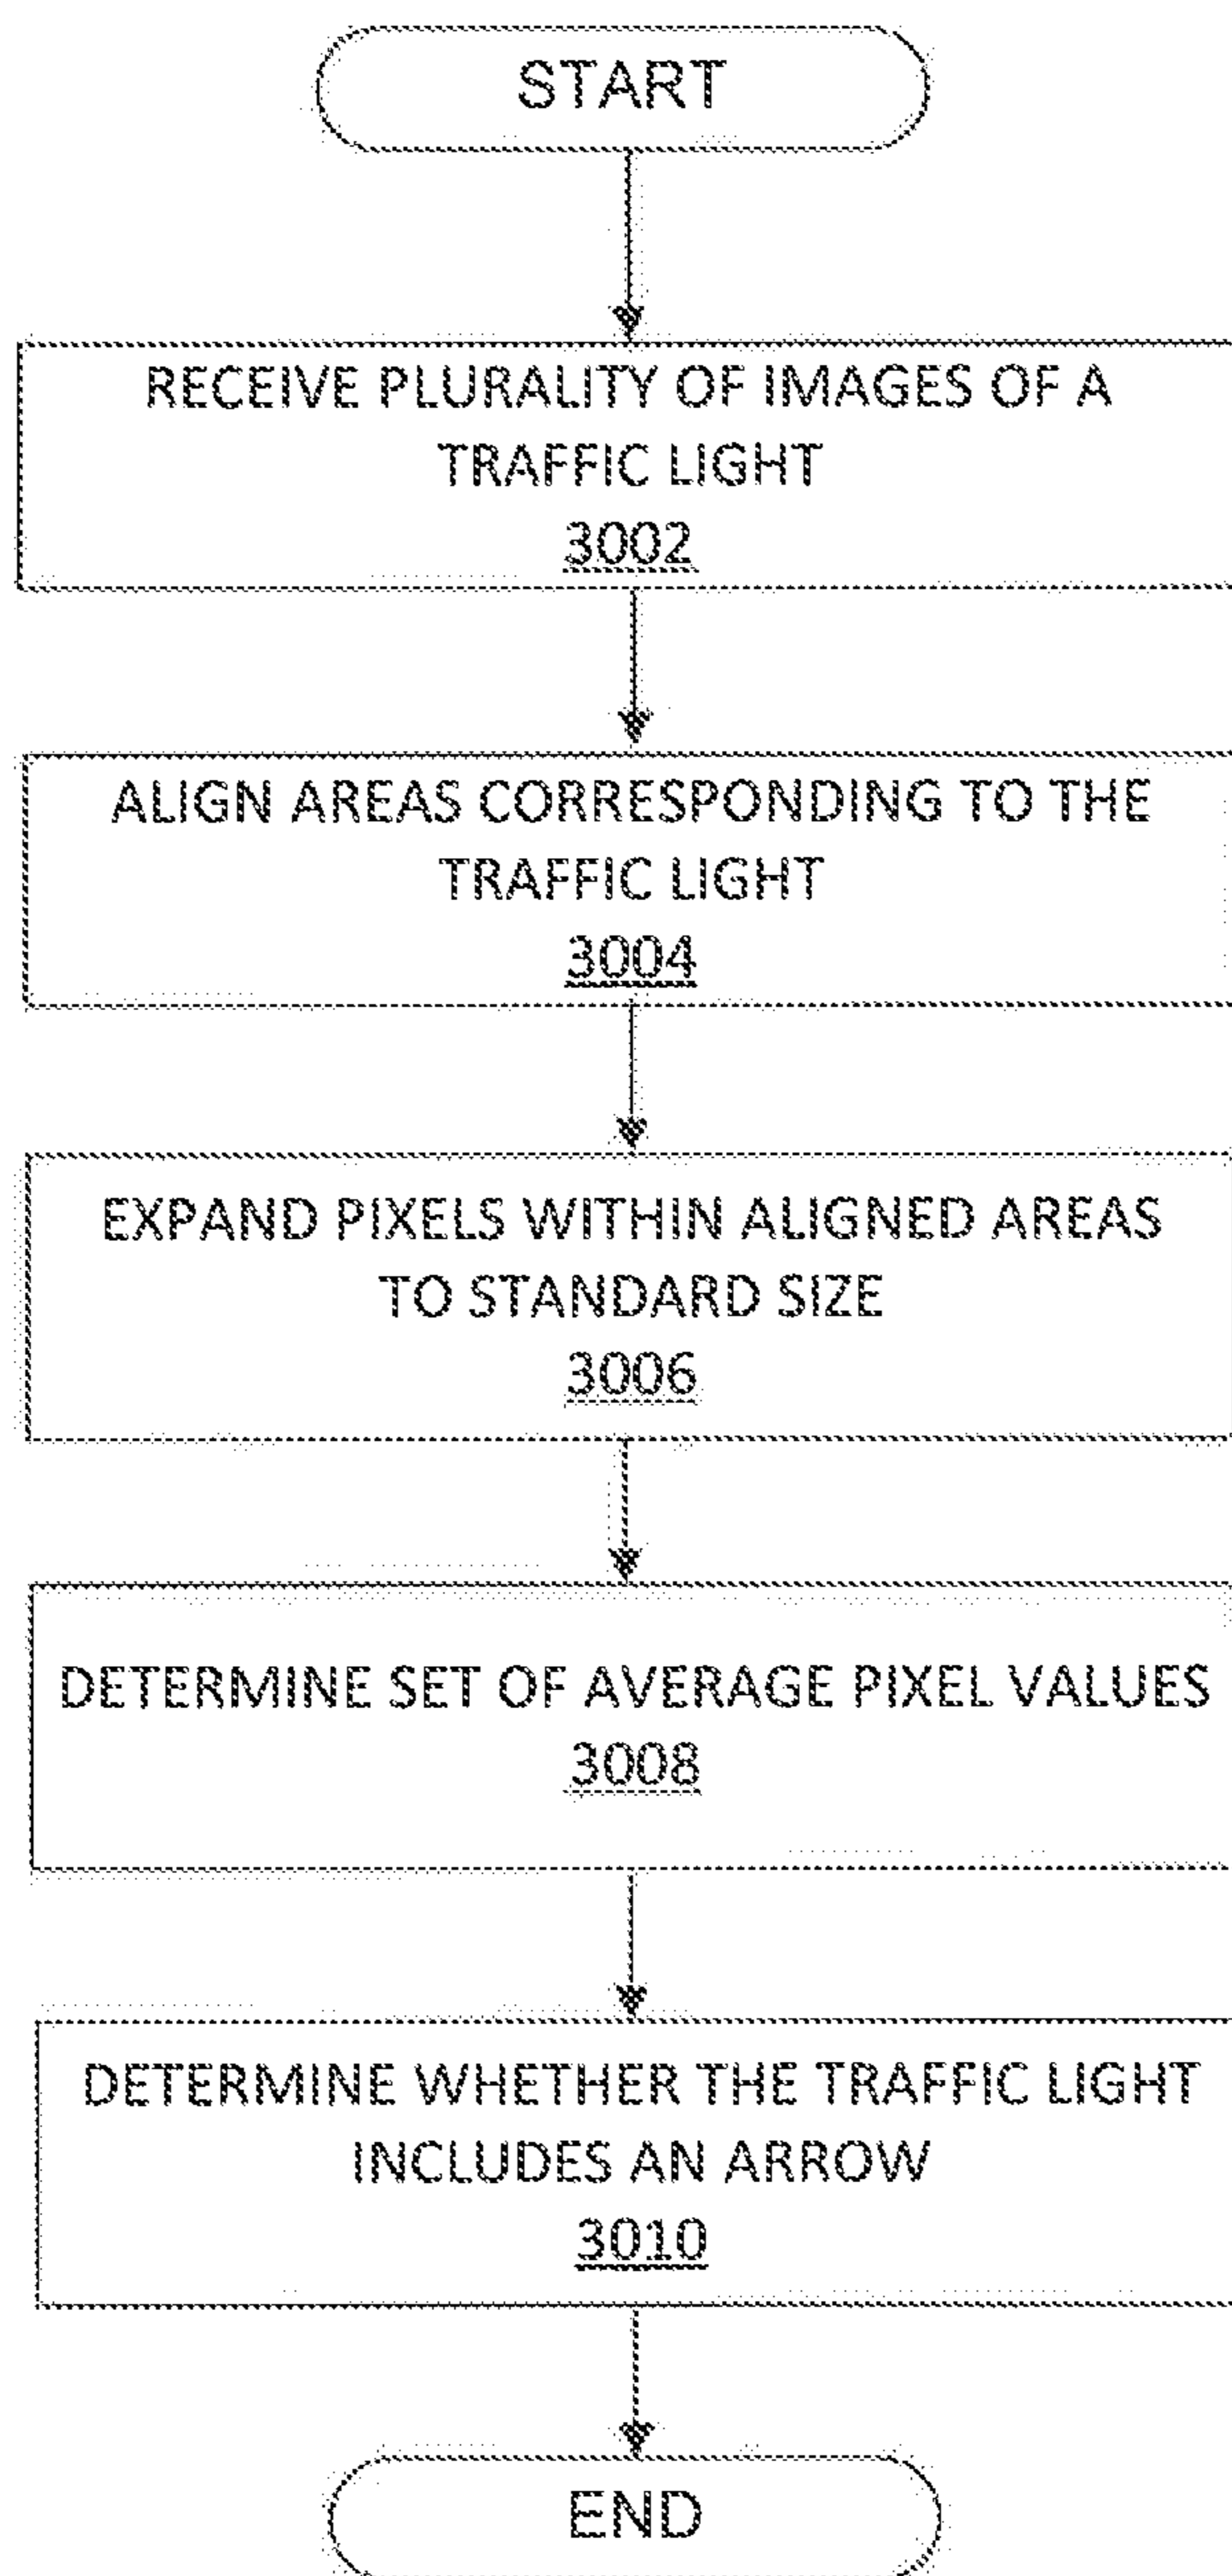 START
RECEIVE PLURALITY OF IMAGES OF A
TRAFFIC LIGHT
3002
ALIGN AREAS CORRESPONDING TO THE
TRAFFIC LIGHT
3004
EXPAND PIXELS WITHIN ALIGNED AREAS
TO STANDARD SIZE
3006
DETERMINE SET OF AVERAGE PIXEL VALUES
3008
DETERMINE WHETHER THE TRAFFIC LIGHT
INCLUDES AN ARROW
3010
END